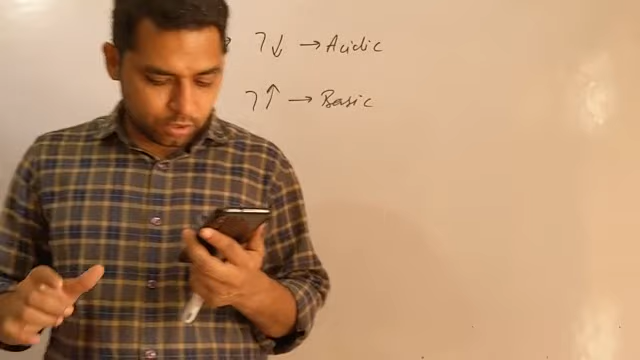 7↓ → Acidic
7↑ → Basic